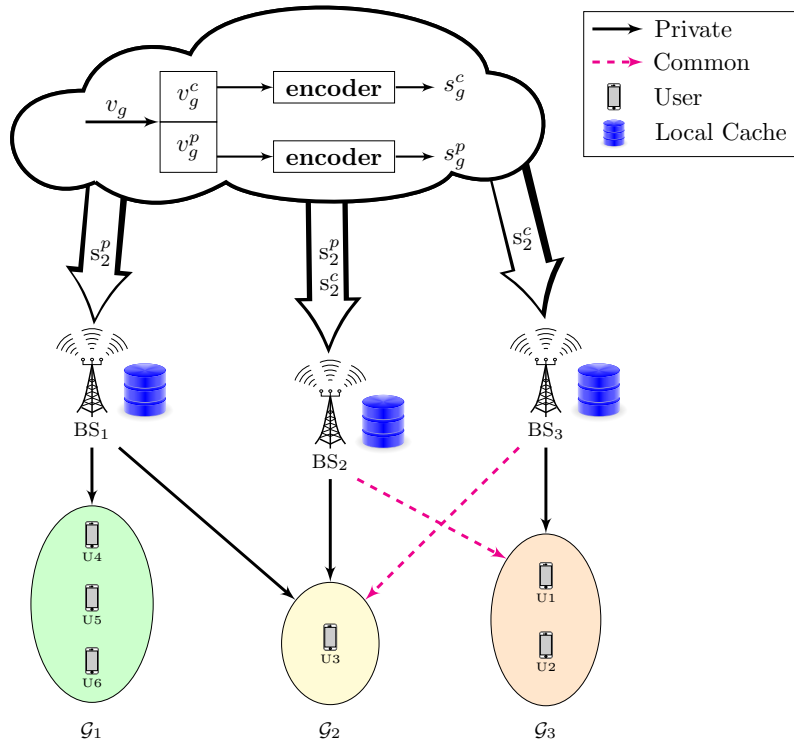 Private
Common
User
Local Cache
v_g
v_g^c
encoder
s_g^c
v_g^p
encoder
s_g^p
s_2^p
s_2^p
s_2^c
s_2^c
BS_1
BS_2
BS_3
U4
U5
U6
U3
U1
U2
𝒢_1
𝒢_2
𝒢_3